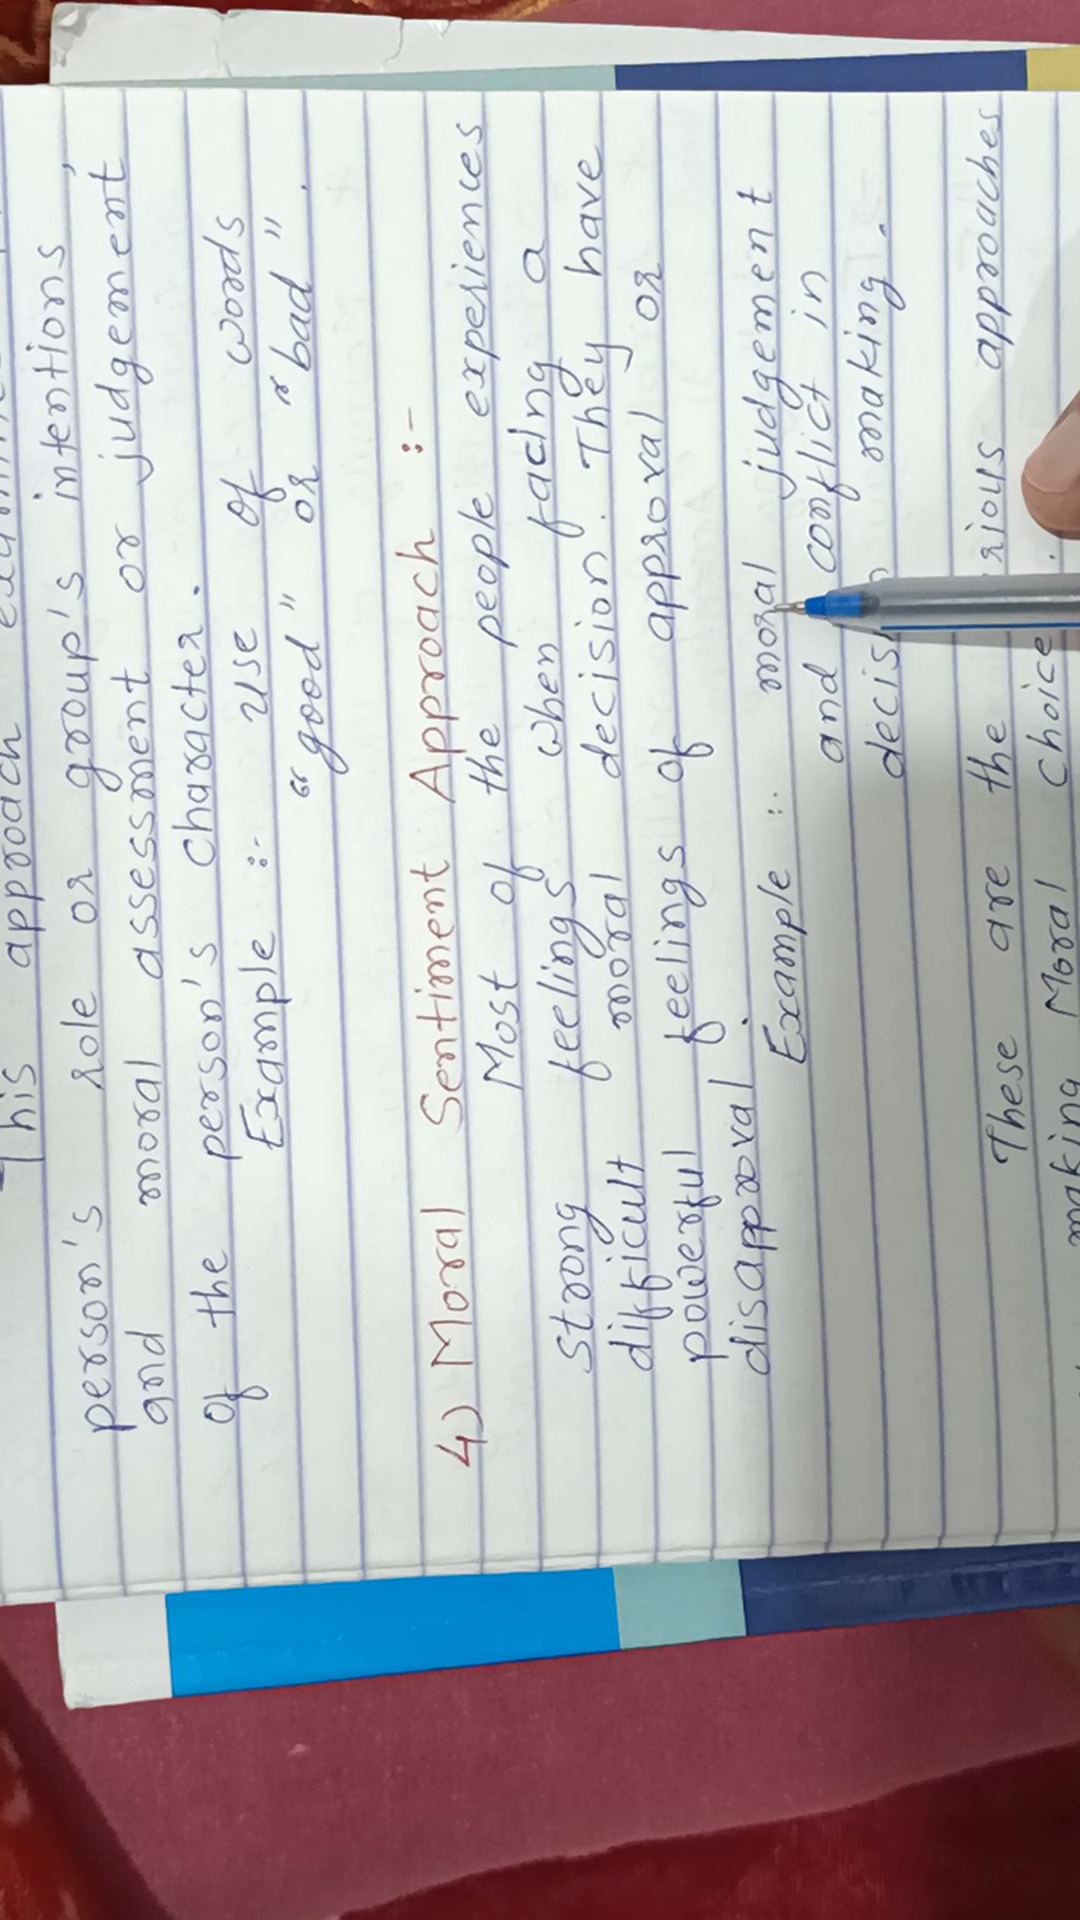 This approach
person's role or group's intentions,
and moral assessment or judgement
of the person's character.
Example :- use of words
"good" or "bad".
4) Moral Sentiment Approach :-
Most of the people experiences
strong feelings when facing a
difficult moral decision. They have
powerful feelings of approval or
disapproval.
Example :- moral judgement
and conflict in
making.
These are the approaches
making Moral Choice.